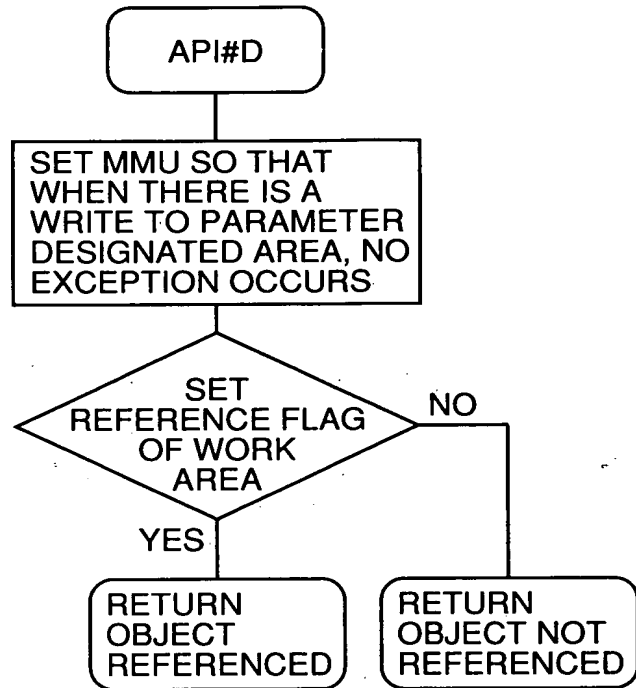 API#D
SET MMU SO THAT
WHEN THERE IS A
WRITE TO PARAMETER
DESIGNATED AREA, NO
EXCEPTION OCCURS
SET
REFERENCE FLAG
OF WORK
AREA
NO
YES
RETURN
OBJECT
REFERENCED
RETURN
OBJECT NOT
REFERENCED